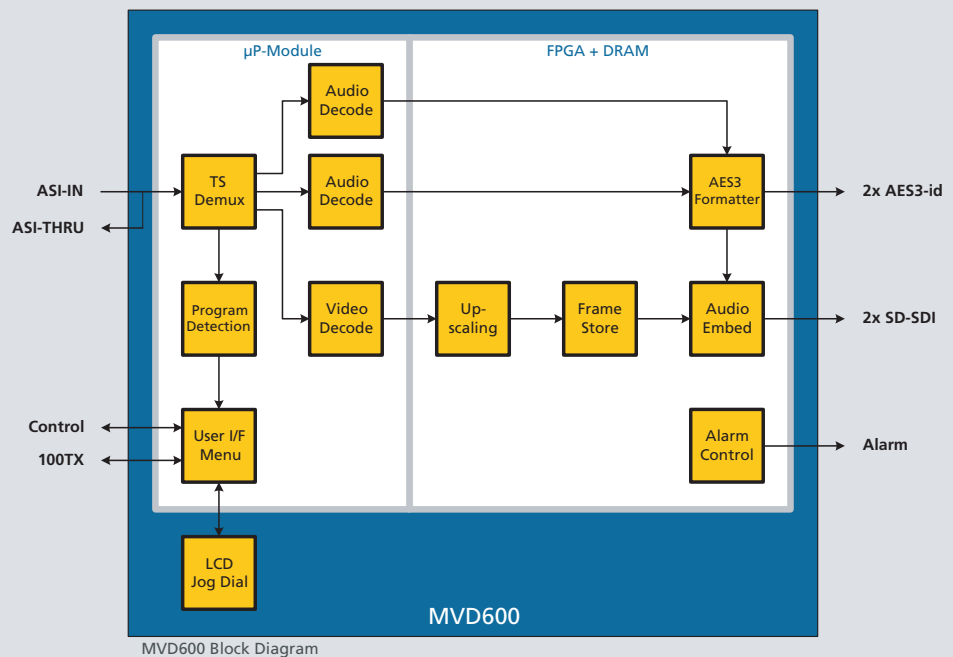 µP-Module
FPGA + DRAM
Audio
Decode
TS
Demux
Audio
Decode
AES3
Formatter
ASI-IN
ASI-THRU
2x AES3-id
Program
Detection
Video
Decode
Up-
scaling
Frame
Store
Audio
Embed
2x SD-SDI
Control
100TX
User I/F
Menu
Alarm
Control
Alarm
LCD
Jog Dial
MVD600
MVD600 Block Diagram